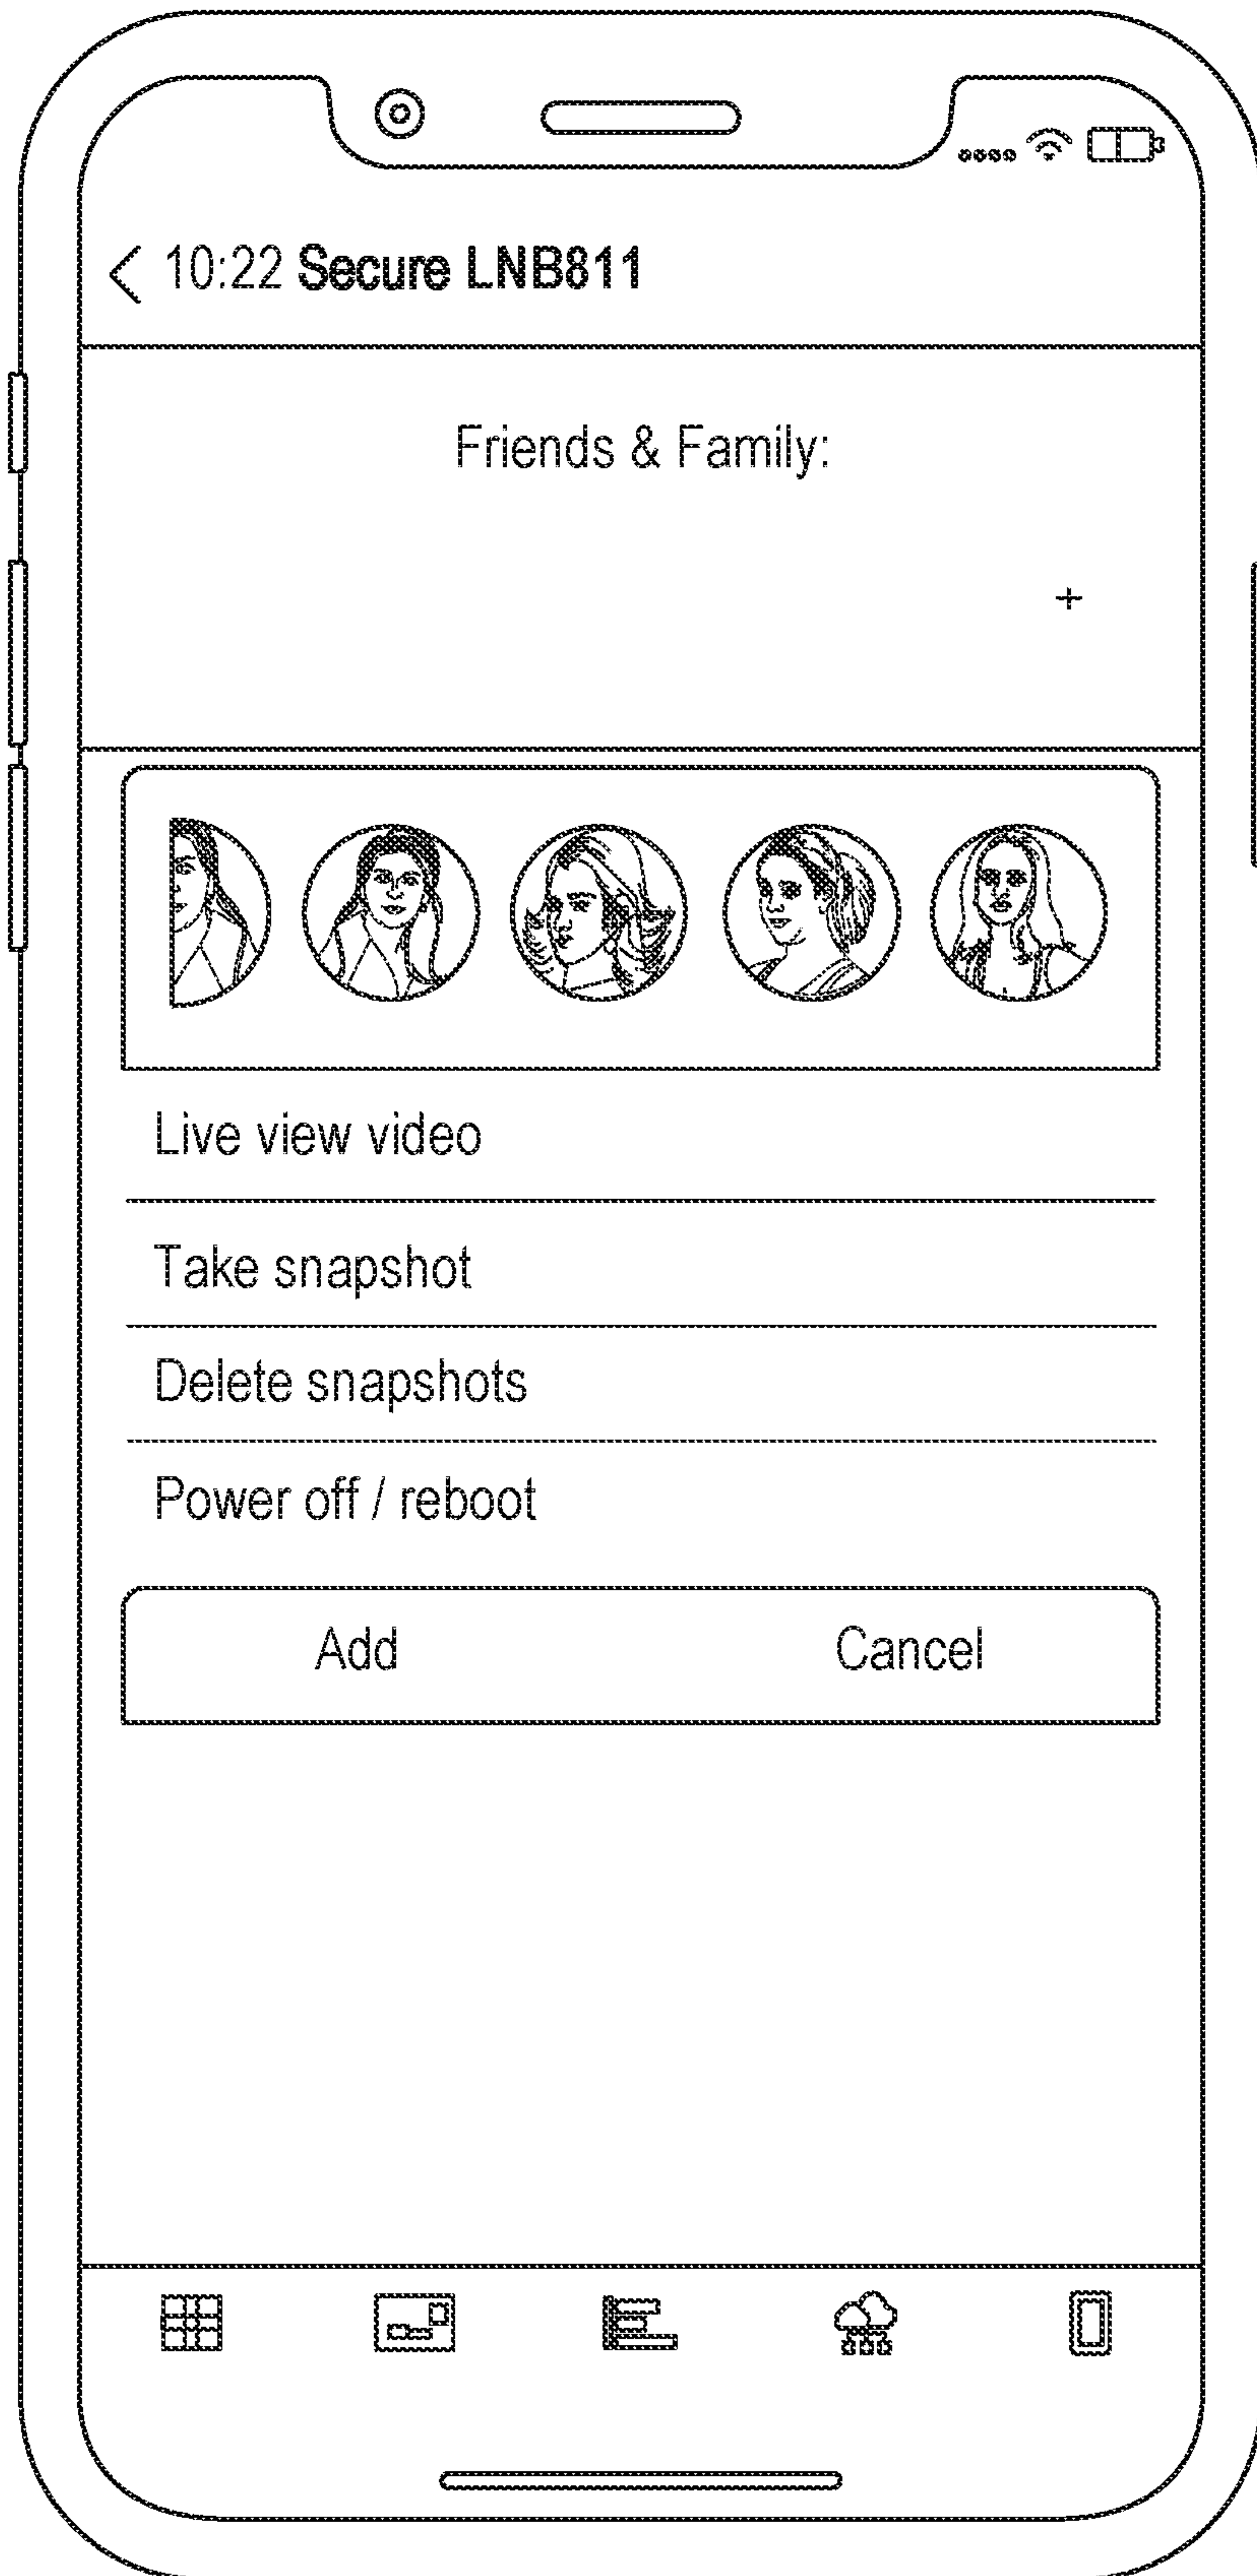 10:22 Secure LNB811
Friends & Family:
+
Live view video
Take snapshot
Delete snapshots
Power off / reboot
Add Cancel